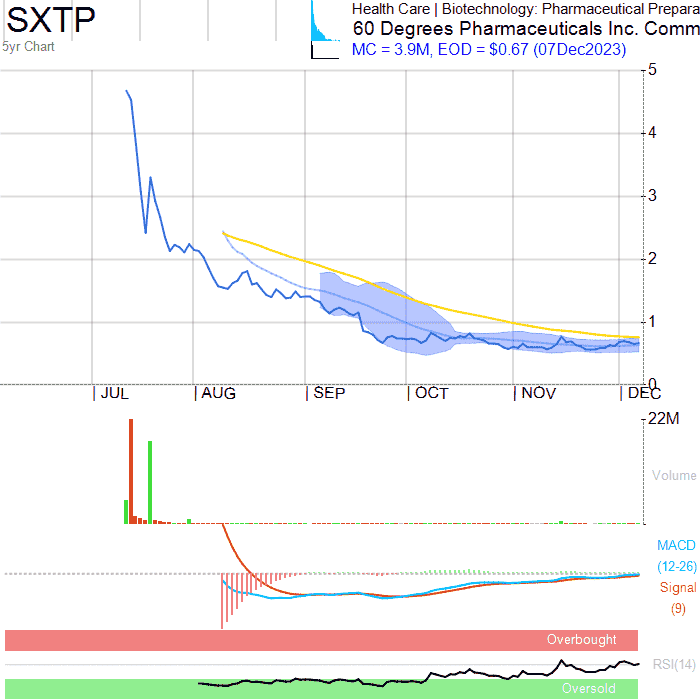 SXTP
5yr Chart
Health Care | Biotechnology: Pharmaceutical Prepara
60 Degrees Pharmaceuticals Inc. Comm
MC = 3.9M, EOD = $0.67 (07Dec2023)
5
4
3
2
1
0
JUL AUG SEP OCT NOV DEC
22M
Volume
MACD
(12-26)
Signal
(9)
Overbought
RSI(14)
Oversold